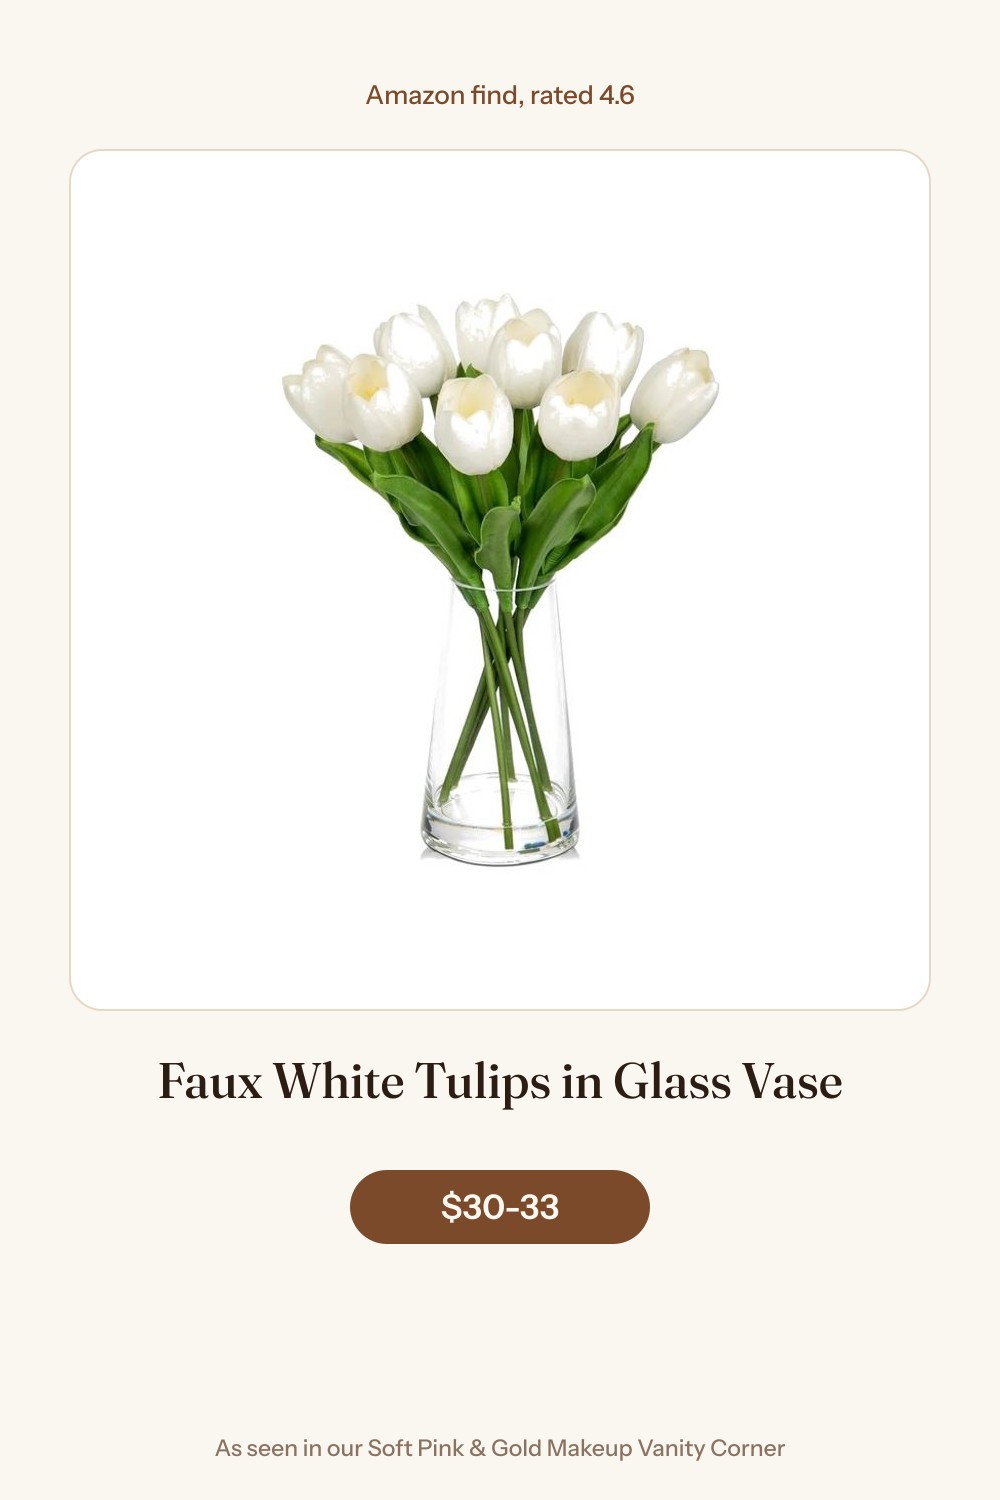 Amazon find, rated 4.6
Faux White Tulips in Glass Vase
$30-33
As seen in our Soft Pink & Gold Makeup Vanity Corner